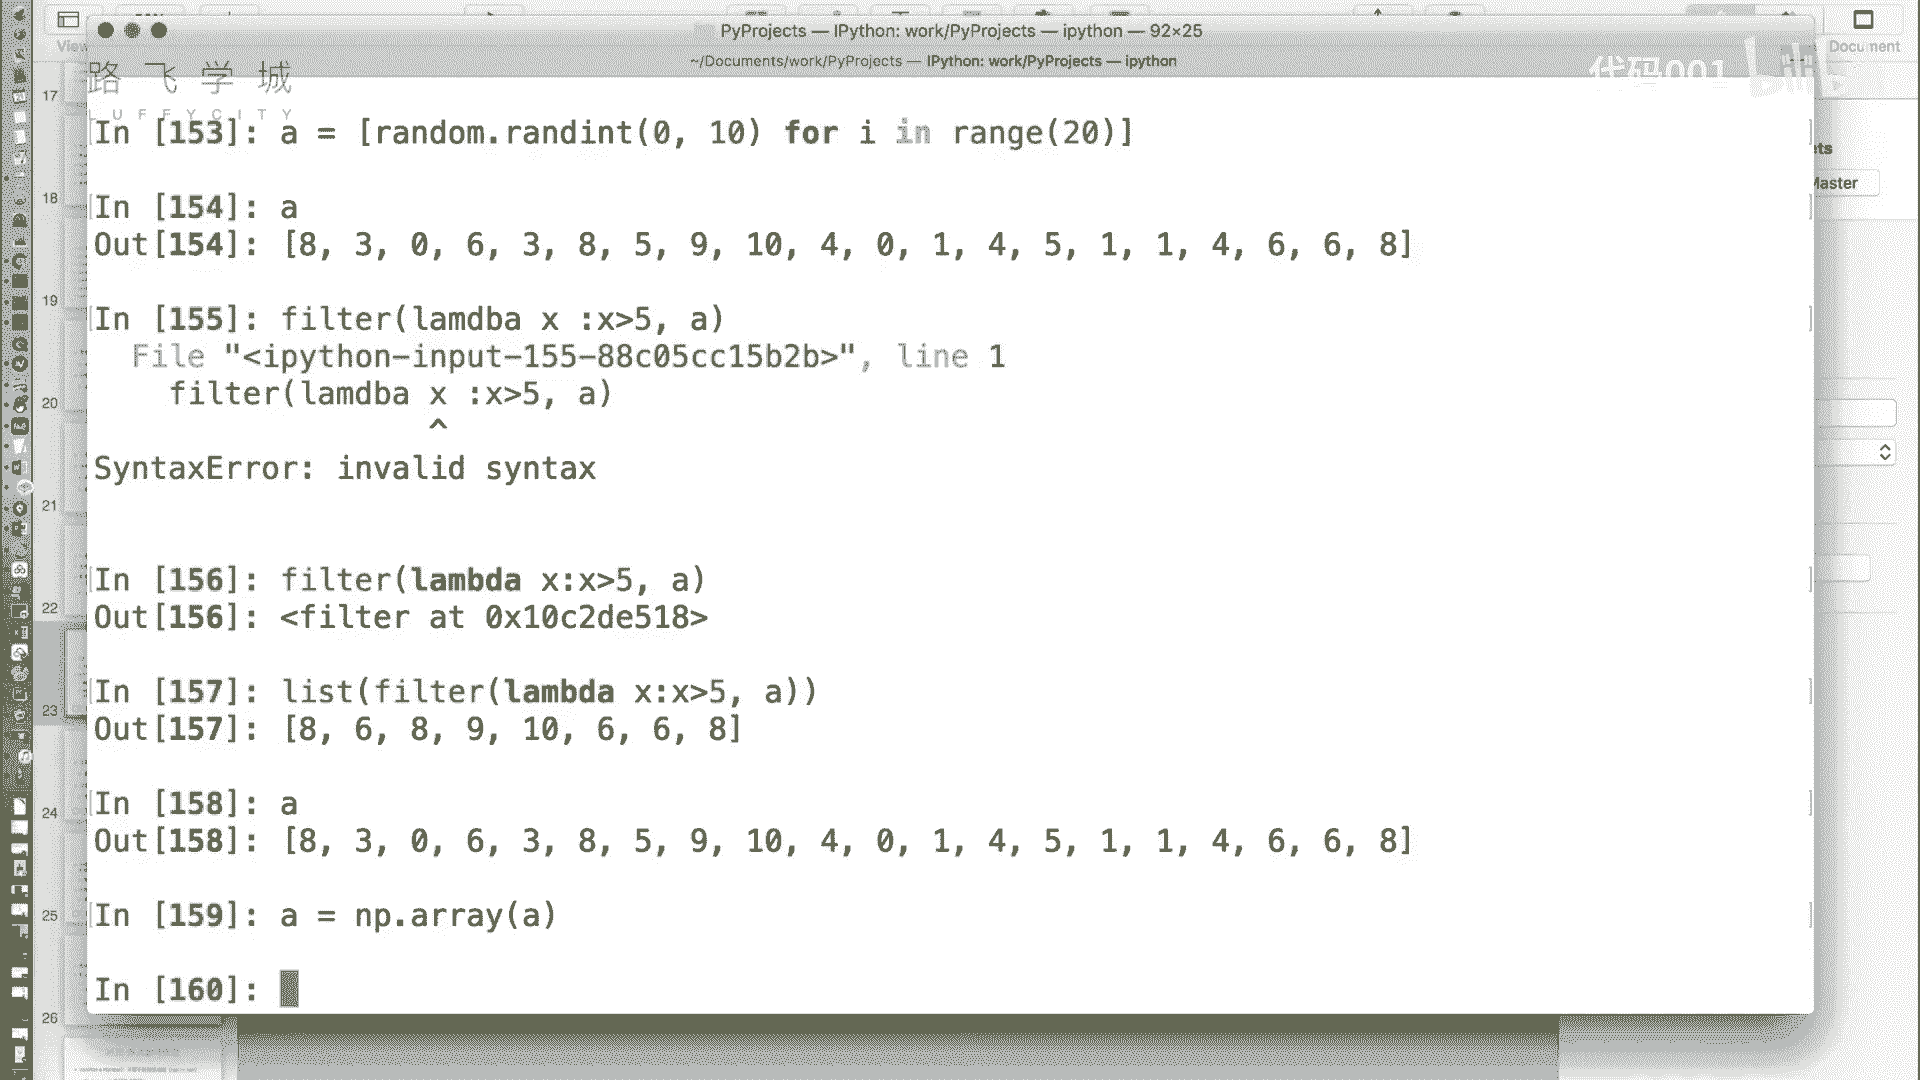 PyProjects — IPython: work/PyProjects — ipython — 92×25
View
Document
~/Documents/work/PyProjects — IPython: work/PyProjects — ipython
路飞学城
LUFFYCITY
代码001
Master
17
18
19
20
21
22
23
24
25
26
In [153]: a = [random.randint(0, 10) for i in range(20)]
In [154]: a
Out[154]: [8, 3, 0, 6, 3, 8, 5, 9, 10, 4, 0, 1, 4, 5, 1, 1, 4, 6, 6, 8]
In [155]: filter(lamdba x :x>5, a)
File "<ipython-input-155-88c05cc15b2b>", line 1
filter(lamdba x :x>5, a)
^
SyntaxError: invalid syntax
In [156]: filter(lambda x:x>5, a)
Out[156]: <filter at 0x10c2de518>
In [157]: list(filter(lambda x:x>5, a))
Out[157]: [8, 6, 8, 9, 10, 6, 6, 8]
In [158]: a
Out[158]: [8, 3, 0, 6, 3, 8, 5, 9, 10, 4, 0, 1, 4, 5, 1, 1, 4, 6, 6, 8]
In [159]: a = np.array(a)
In [160]: